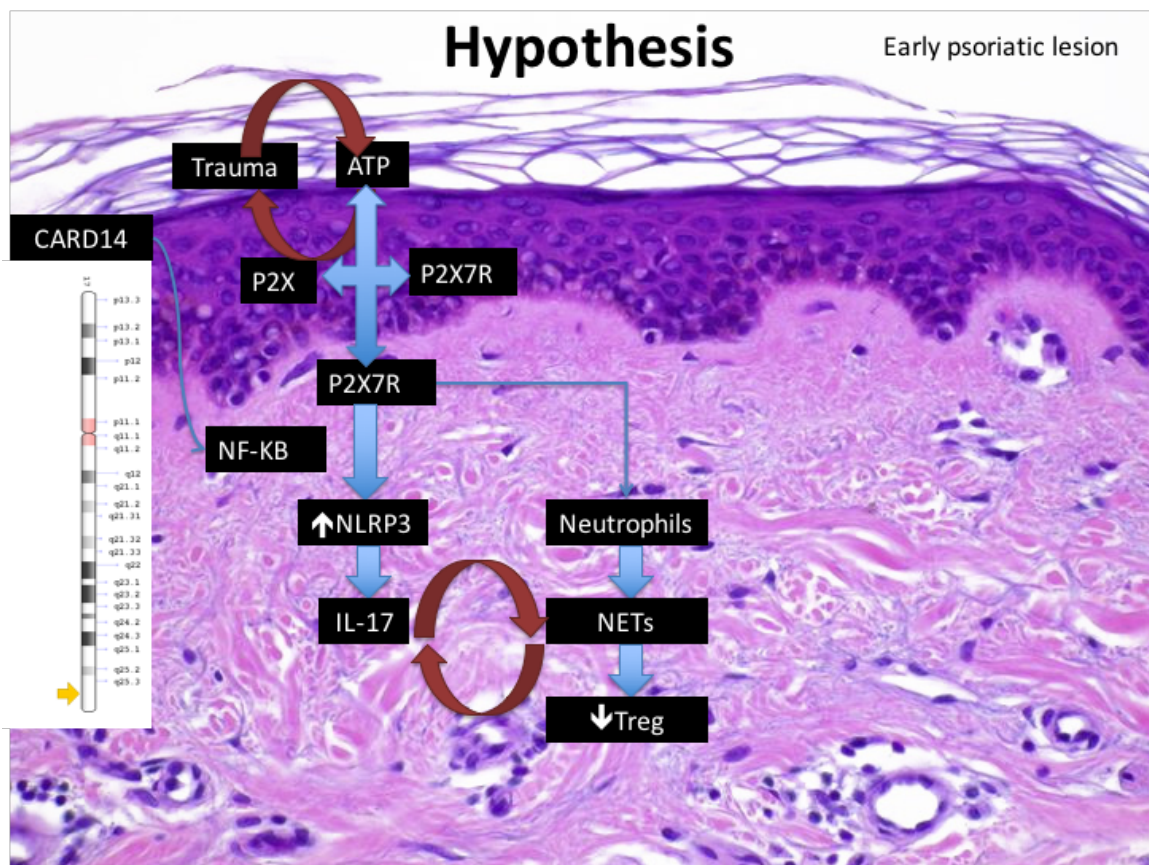 Hypothesis
Early psoriatic lesion
Trauma
ATP
CARD14
P2X
P2X7R
17
p13.3
p13.2
p13.1
p12
p11.2
p11.1
q11.1
q11.2
q12
q21.1
q21.2
q21.31
q21.32
q21.33
q22
q23.1
q23.2
q23.3
q24.2
q24.3
q25.1
q25.2
q25.3
P2X7R
NF-KB
↑NLRP3
Neutrophils
IL-17
NETs
↓Treg